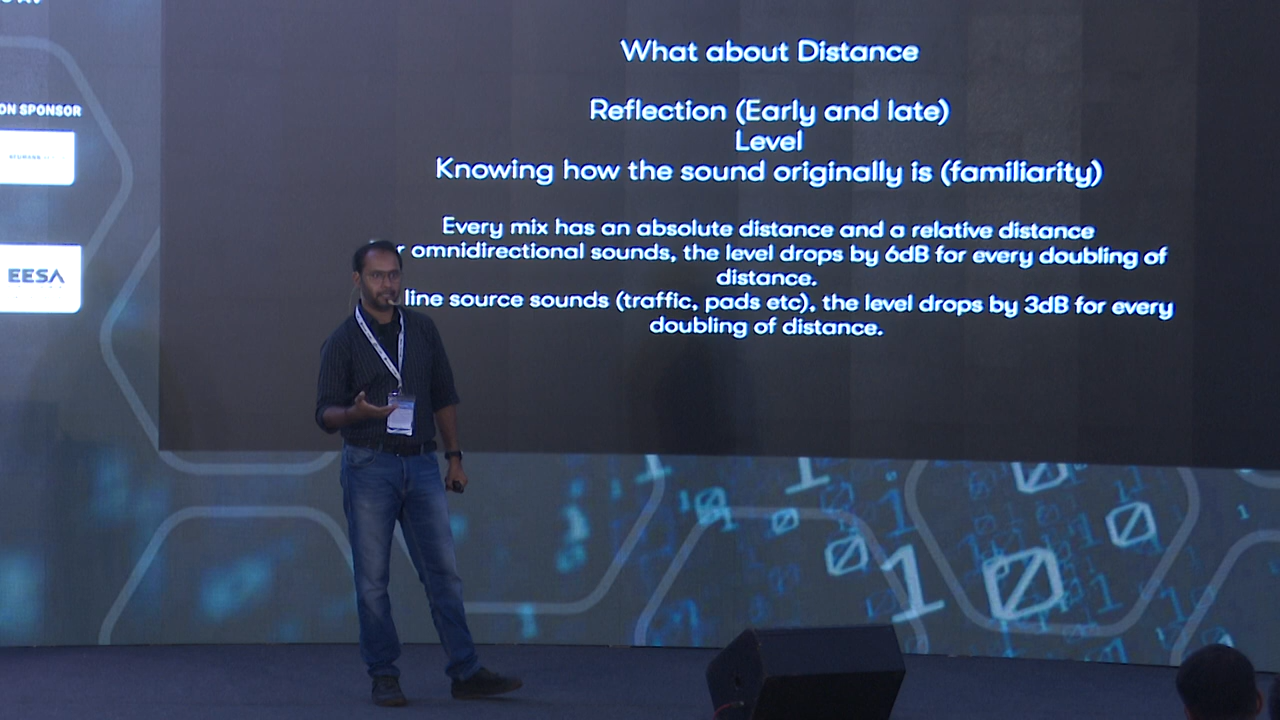 What about Distance
Reflection (Early and late)
Level
Knowing how the sound originally is (familiarity)
Every mix has an absolute distance and a relative distance
r omnidirectional sounds, the level drops by 6dB for every doubling of
distance.
line source sounds (traffic, pads etc), the level drops by 3dB for every
doubling of distance.
ON SPONSOR
EESA